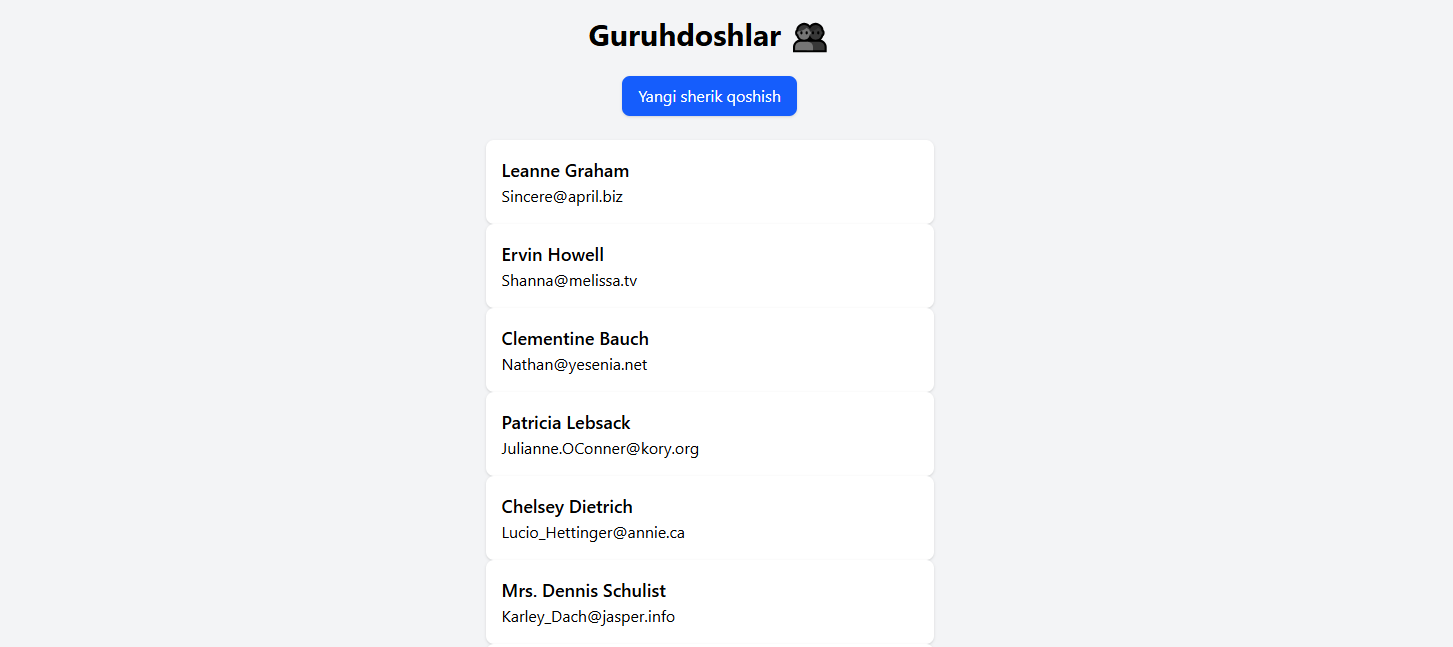 Guruhdoshlar 👥
Yangi sherik qoshish
Leanne Graham
Sincere@april.biz
Ervin Howell
Shanna@melissa.tv
Clementine Bauch
Nathan@yesenia.net
Patricia Lebsack
Julianne.OConner@kory.org
Chelsey Dietrich
Lucio_Hettinger@annie.ca
Mrs. Dennis Schulist
Karley_Dach@jasper.info